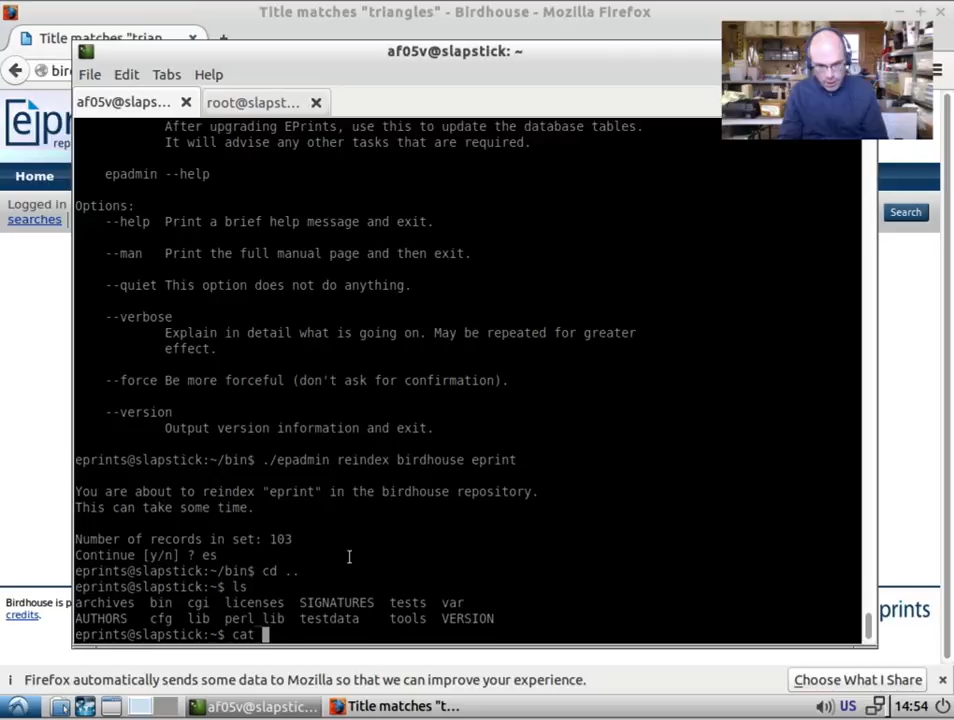 Title matches "triangles" - Birdhouse - Mozilla Firefox
Title matches "trian
af05v@slapstick: ~
File Edit Tabs Help
af05v@slaps...
root@slapst...
Home
Logged in
searches
Search
After upgrading EPrints, use this to update the database tables.
It will advise any other tasks that are required.
epadmin --help
Options:
--help Print a brief help message and exit.
--man Print the full manual page and then exit.
--quiet This option does not do anything.
--verbose
Explain in detail what is going on. May be repeated for greater
effect.
--force Be more forceful (don't ask for confirmation).
--version
Output version information and exit.
eprints@slapstick:~/bin$ ./epadmin reindex birdhouse eprint
You are about to reindex "eprint" in the birdhouse repository.
This can take some time.
Number of records in set: 103
Continue [y/n] ? es
eprints@slapstick:~/bin$ cd ..
eprints@slapstick:~$ ls
archives bin cgi licenses SIGNATURES tests var
AUTHORS cfg lib perl_lib testdata tools VERSION
eprints@slapstick:~$ cat
Birdhouse is p
credits.
prints
Firefox automatically sends some data to Mozilla so that we can improve your experience.
Choose What I Share
af05v@slapstic...
Title matches "t...
US
14:54